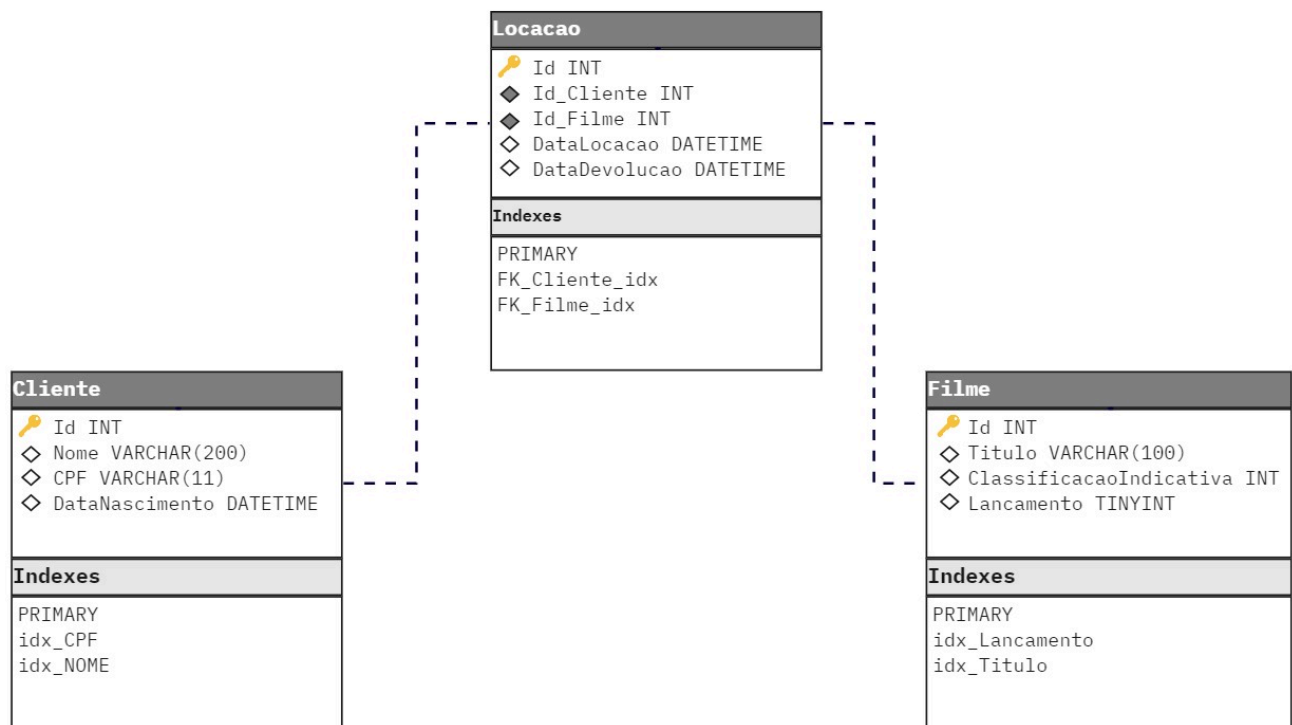 Locacao
Id INT
Id_Cliente INT
Id_Filme INT
DataLocacao DATETIME
DataDevolucao DATETIME
Indexes
PRIMARY
FK_Cliente_idx
FK_Filme_idx
Cliente
Id INT
Nome VARCHAR(200)
CPF VARCHAR(11)
DataNascimento DATETIME
Indexes
PRIMARY
idx_CPF
idx_NOME
Filme
Id INT
Titulo VARCHAR(100)
ClassificacaoIndicativa INT
Lancamento TINYINT
Indexes
PRIMARY
idx_Lancamento
idx_Titulo